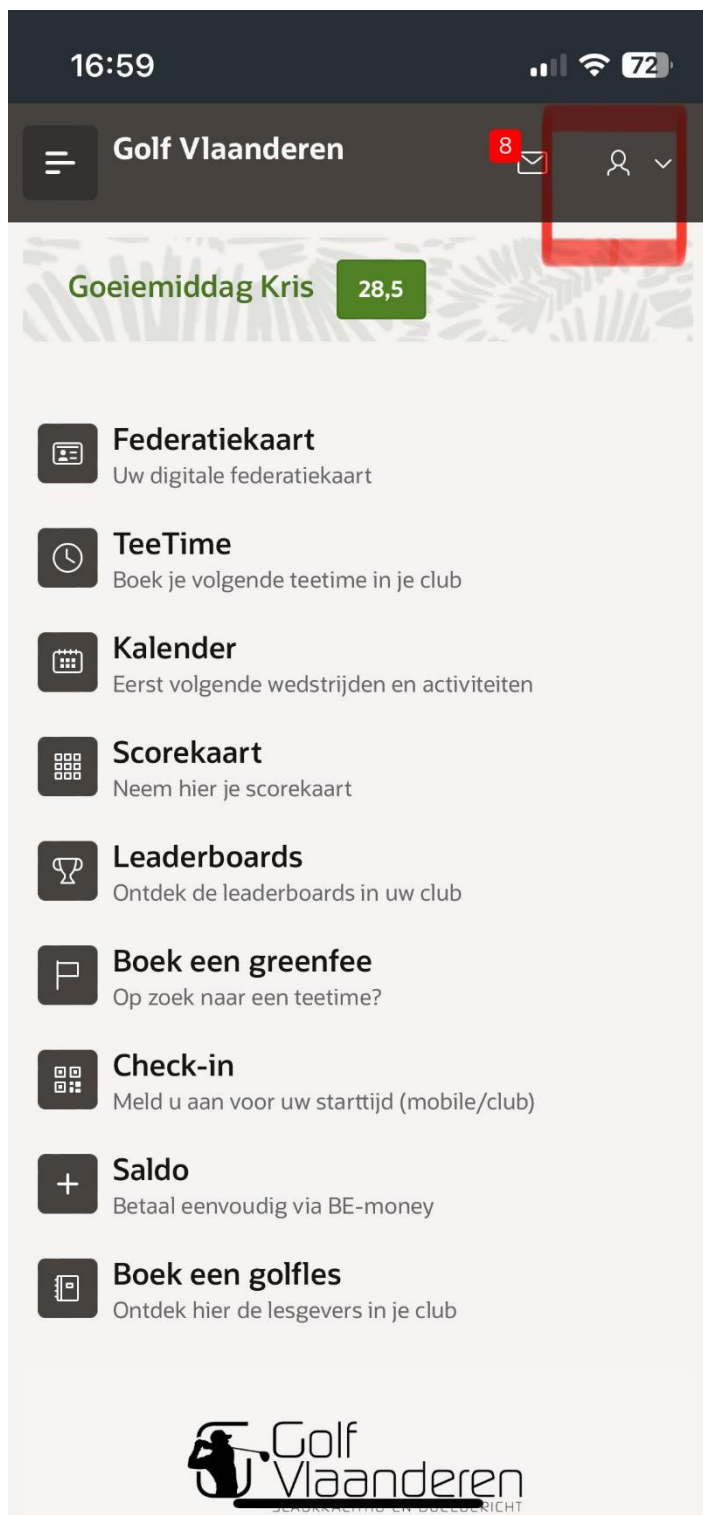 16:59
72
Golf Vlaanderen
8
Goeiemiddag Kris
28,5
Federatiekaart
Uw digitale federatiekaart
TeeTime
Boek je volgende teetime in je club
Kalender
Eerst volgende wedstrijden en activiteiten
Scorekaart
Neem hier je scorekaart
Leaderboards
Ontdek de leaderboards in uw club
Boek een greenfee
Op zoek naar een teetime?
Check-in
Meld u aan voor uw starttijd (mobile/club)
Saldo
Betaal eenvoudig via BE-money
Boek een golfles
Ontdek hier de lesgevers in je club
Golf
Vlaanderen